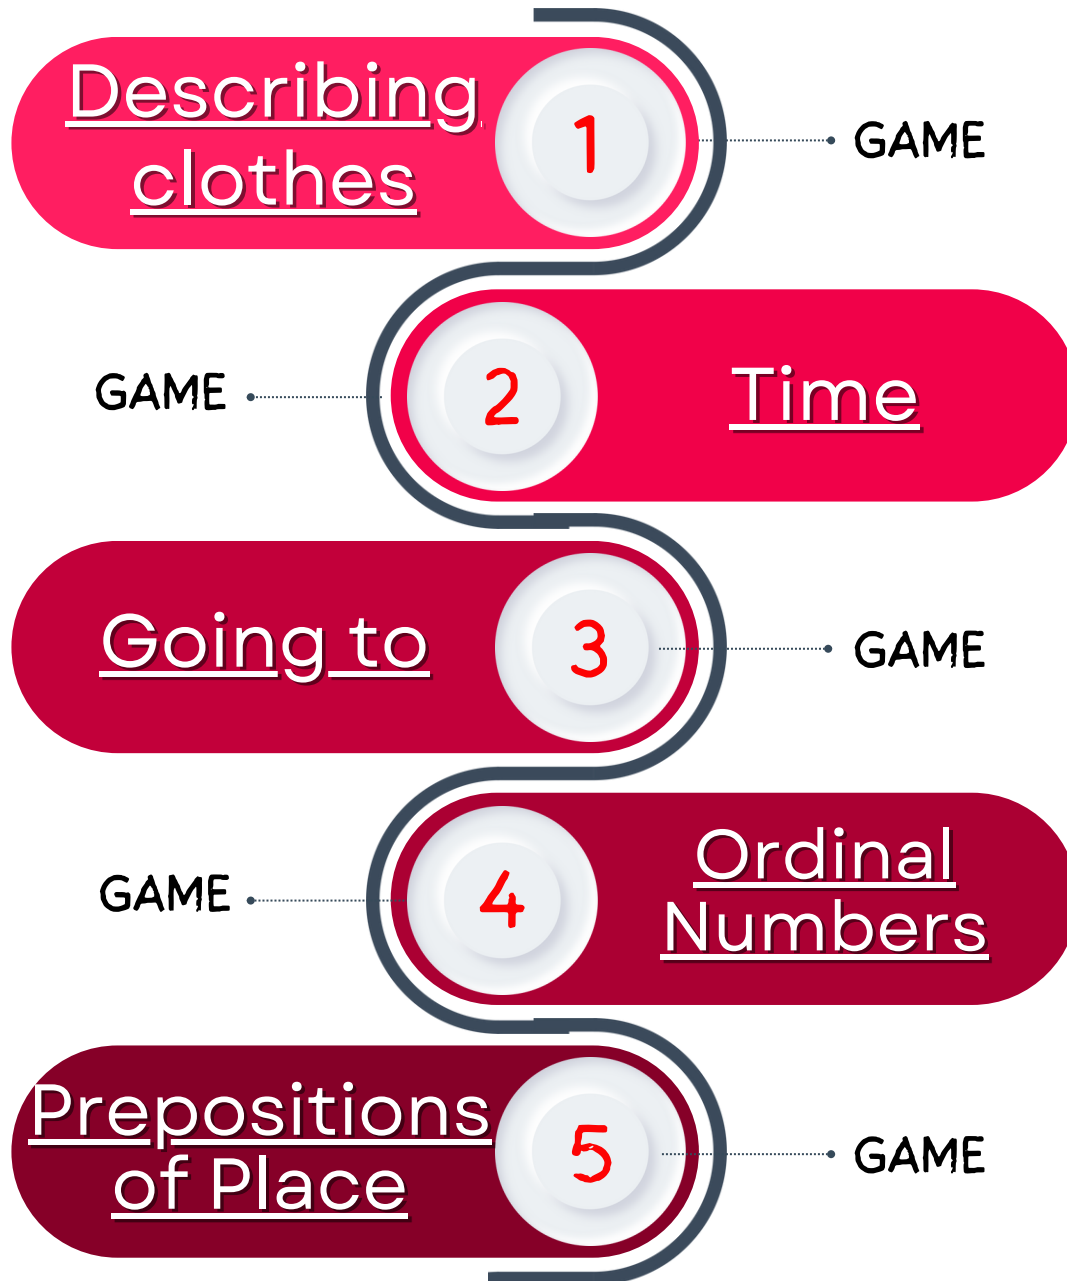 Describing
clothes
1
GAME
GAME
2
Time
Going to
3
GAME
GAME
4
Ordinal
Numbers
Prepositions
of Place
5
GAME